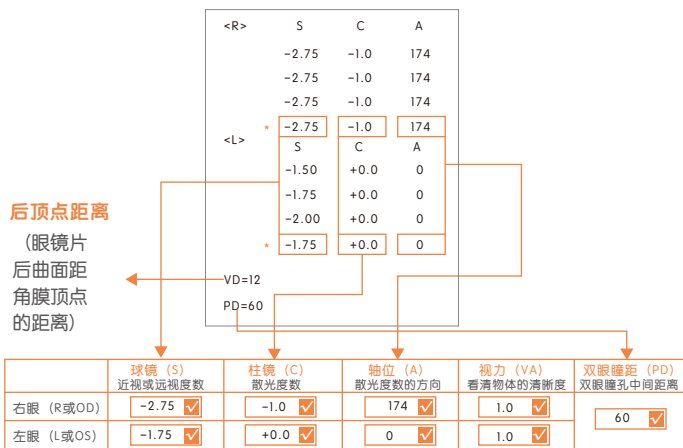 <R> S C A
-2.75 -1.0 174
-2.75 -1.0 174
-2.75 -1.0 174
* -2.75 -1.0 174
<L> S C A
-1.50 +0.0 0
-1.75 +0.0 0
-2.00 +0.0 0
* -1.75 +0.0 0
VD=12
PD=60
后顶点距离
（眼镜片
后曲面距
角膜顶点
的距离）
球镜（S） 柱镜（C） 轴位（A） 视力（VA） 双眼瞳距（PD）
近视或远视度数 散光度数 散光度数的方向 看清物体的清晰度 双眼瞳孔中间距离
右眼（R或OD） -2.75 -1.0 174 1.0 60
左眼（L或OS） -1.75 +0.0 0 1.0